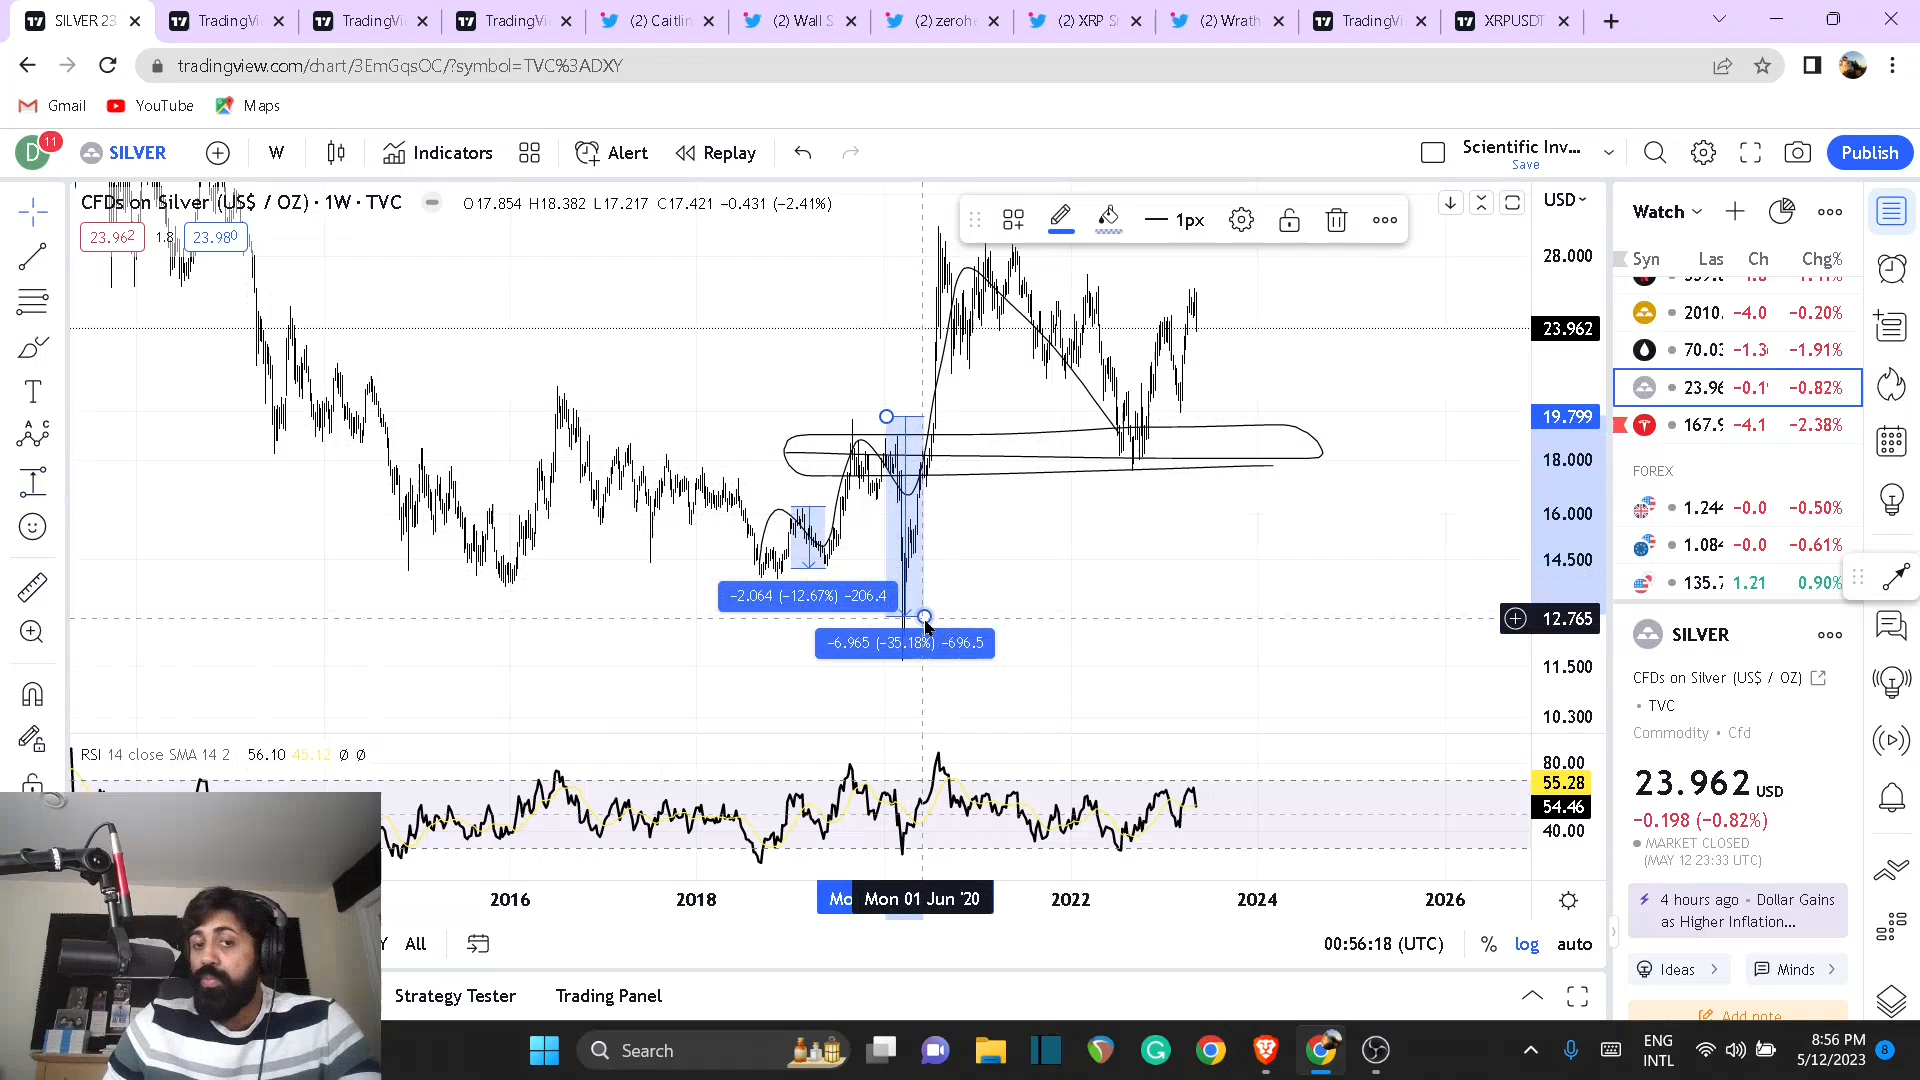 SILVER 23
TradingVi
TradingVi
TradingVi
(2) Caitlin
(2) Wall S
(2) zerohe
(2) XRP Sn
(2) Wrath
TradingVi
XRPUSDT
tradingview.com/chart/3EmGqsOC/?symbol=TVC%3ADXY
Gmail
YouTube
Maps
D
11
SILVER
W
Indicators
Alert
Replay
Scientific Inv...
Save
Publish
CFDs on Silver (US$ / OZ) · 1W · TVC
O17.854 H18.382 L17.217 C17.421 −0.431 (−2.41%)
23.962
1.8
23.980
1px
USD
28.000
23.962
19.799
18.000
16.000
14.500
12.765
11.500
10.300
−2.064 (−12.67%) −206.4
−6.965 (−35.18%) −696.5
RSI 14 close SMA 14 2 56.10 45.12 Ø Ø
80.00
55.28
54.46
40.00
2016
2018
Mo
Mon 01 Jun '20
2022
2024
2026
All
00:56:18 (UTC)
%
log
auto
Strategy Tester
Trading Panel
Watch
Syn Las Ch Chg%
2010. −4.0 −0.20%
70.03 −1.3 −1.91%
23.96 −0.1 −0.82%
167.9 −4.1 −2.38%
FOREX
1.244 −0.0 −0.50%
1.084 −0.0 −0.61%
135.7 1.21 0.90%
SILVER
CFDs on Silver (US$ / OZ)
• TVC
Commodity • Cfd
23.962 USD
−0.198 (−0.82%)
MARKET CLOSED
(MAY 12 23:33 UTC)
4 hours ago • Dollar Gains
as Higher Inflation...
Ideas
Minds
Add note
Search
ENG
INTL
8:56 PM
5/12/2023
8